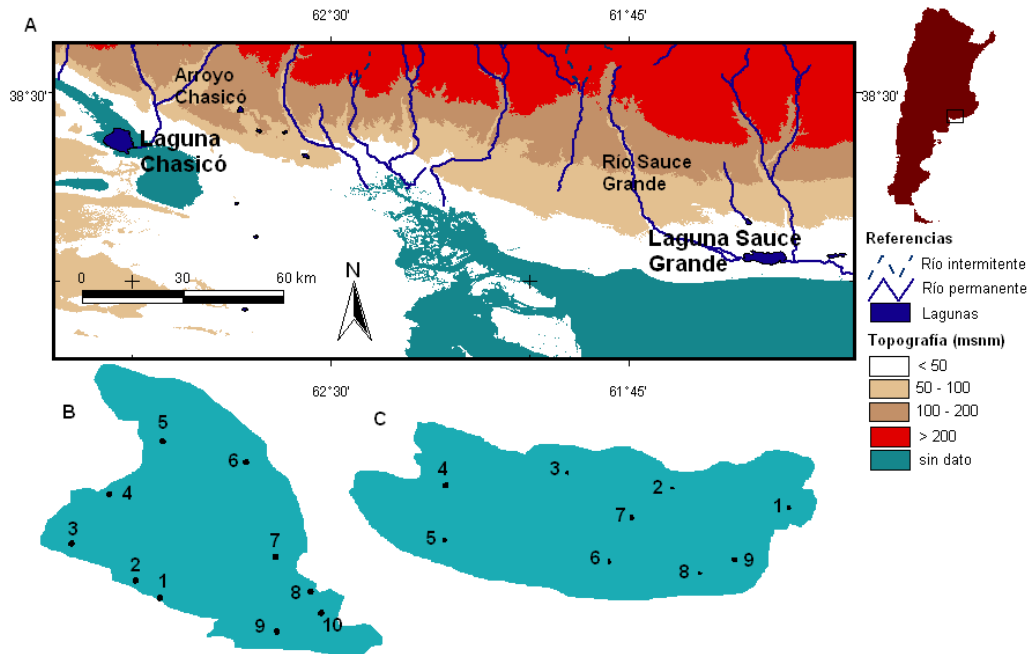 A
62°30'
61°45'
38°30'
38°30'
Arroyo
Chasicó
Laguna
Chasicó
Río Sauce
Grande
Laguna Sauce
Grande
0 30 60 km
N
62°30'
61°45'
Referencias
Río intermitente
Río permanente
Lagunas
Topografía (msnm)
< 50
50 - 100
100 - 200
> 200
sin dato
B
5
6
4
3
7
2
1
8
10
9
C
4
3
2
1
7
5
6
8
9